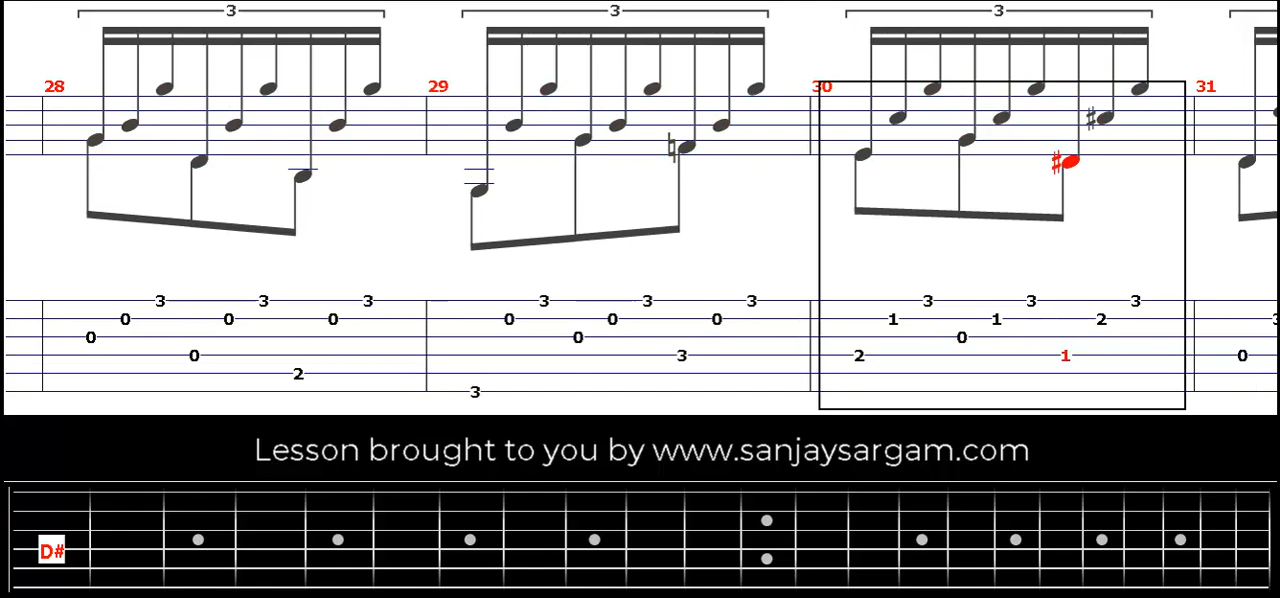 3 3 3
28 29 30 31
3 3 3 3 3 3 3 3 3
0 0 0 0 0 0 1 1 2
0 0 0
0 3 2 1 0
2
3
Lesson brought to you by www.sanjaysargam.com
D#